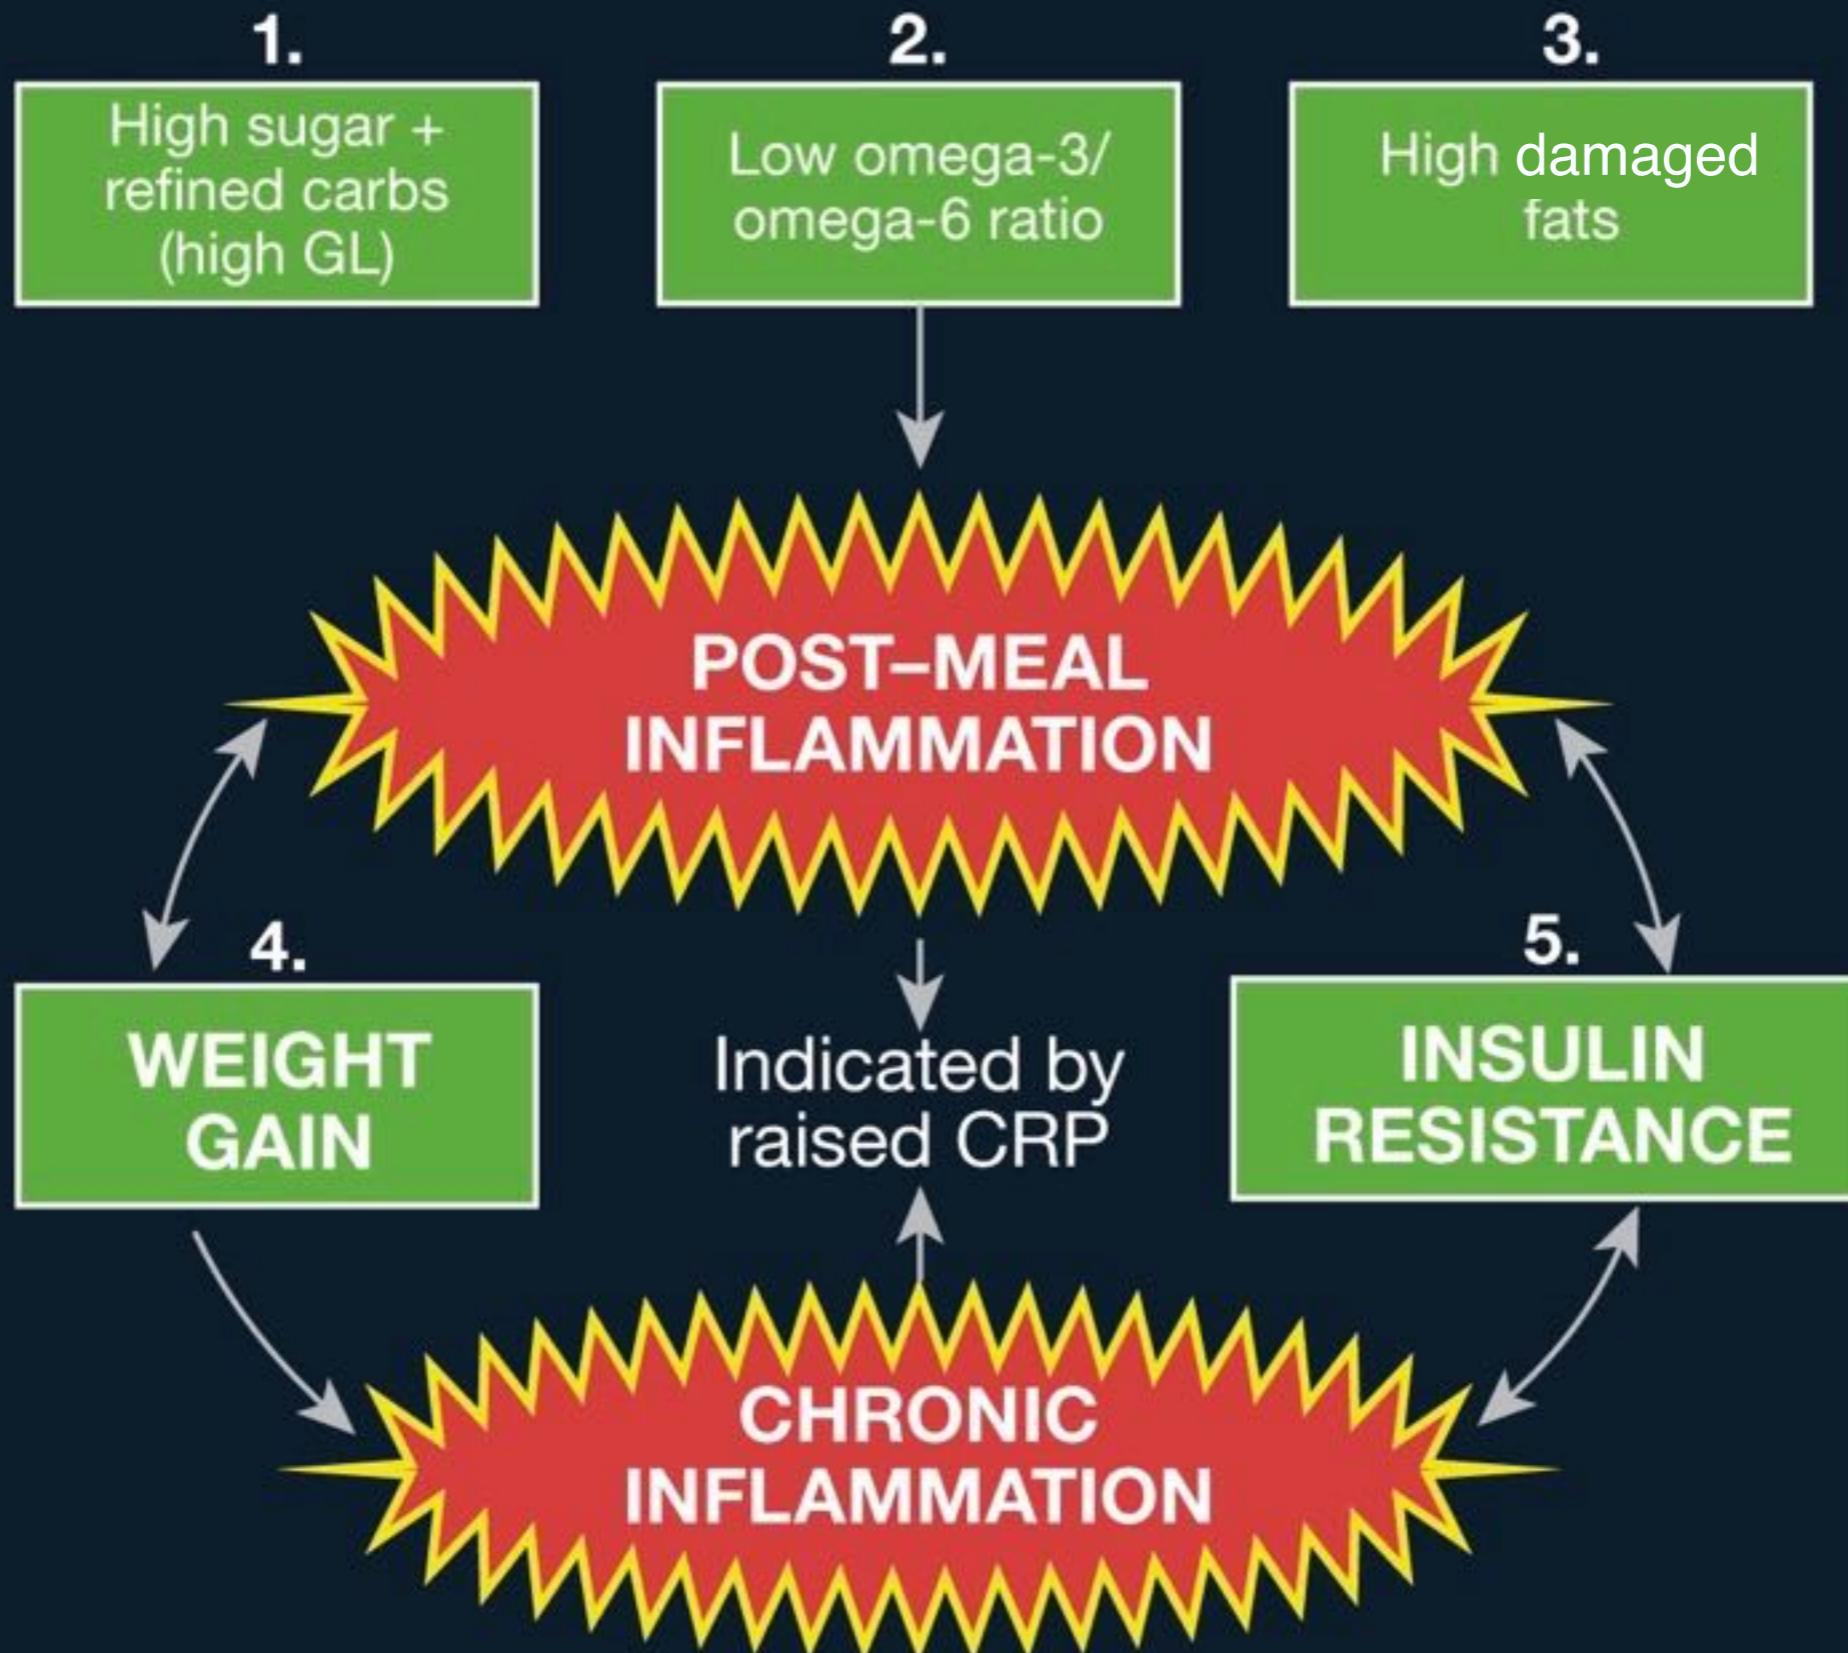 1.
High sugar +
refined carbs
(high GL)
2.
Low omega-3/
omega-6 ratio
3.
High damaged
fats
POST–MEAL
INFLAMMATION
4.
WEIGHT
GAIN
Indicated by
raised CRP
5.
INSULIN
RESISTANCE
CHRONIC
INFLAMMATION